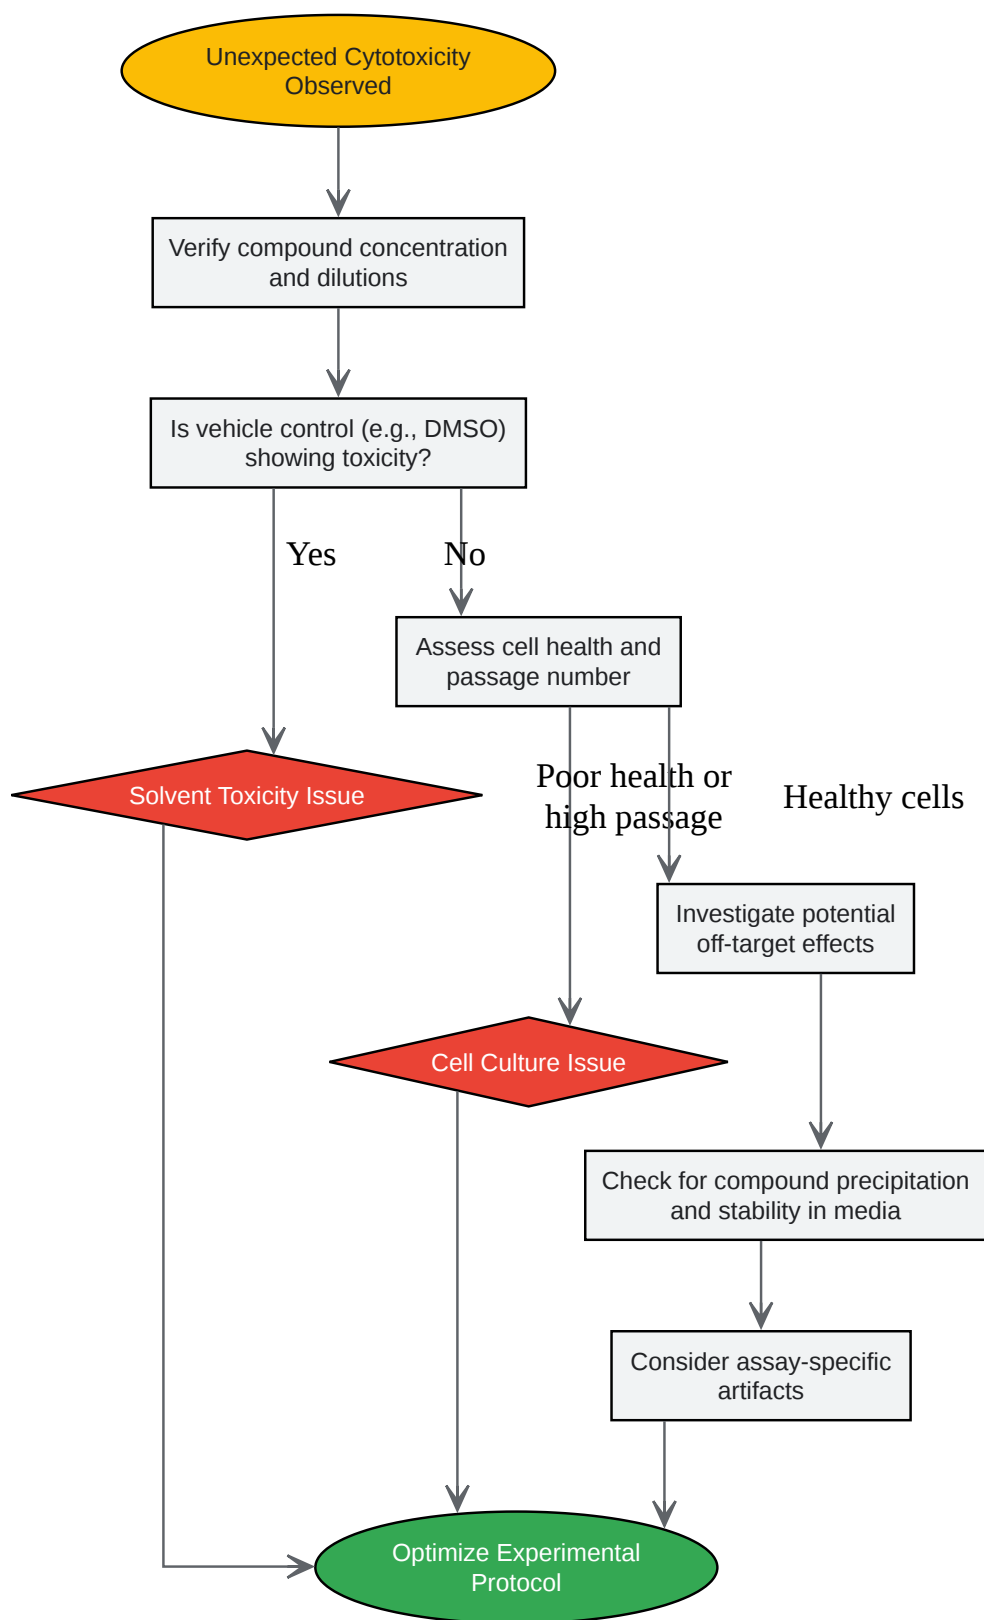 Unexpected Cytotoxicity
Observed
Verify compound concentration
and dilutions
Is vehicle control (e.g., DMSO)
showing toxicity?
Yes
No
Assess cell health and
passage number
Solvent Toxicity Issue
Poor health or
high passage
Healthy cells
Investigate potential
off-target effects
Cell Culture Issue
Check for compound precipitation
and stability in media
Consider assay-specific
artifacts
Optimize Experimental
Protocol